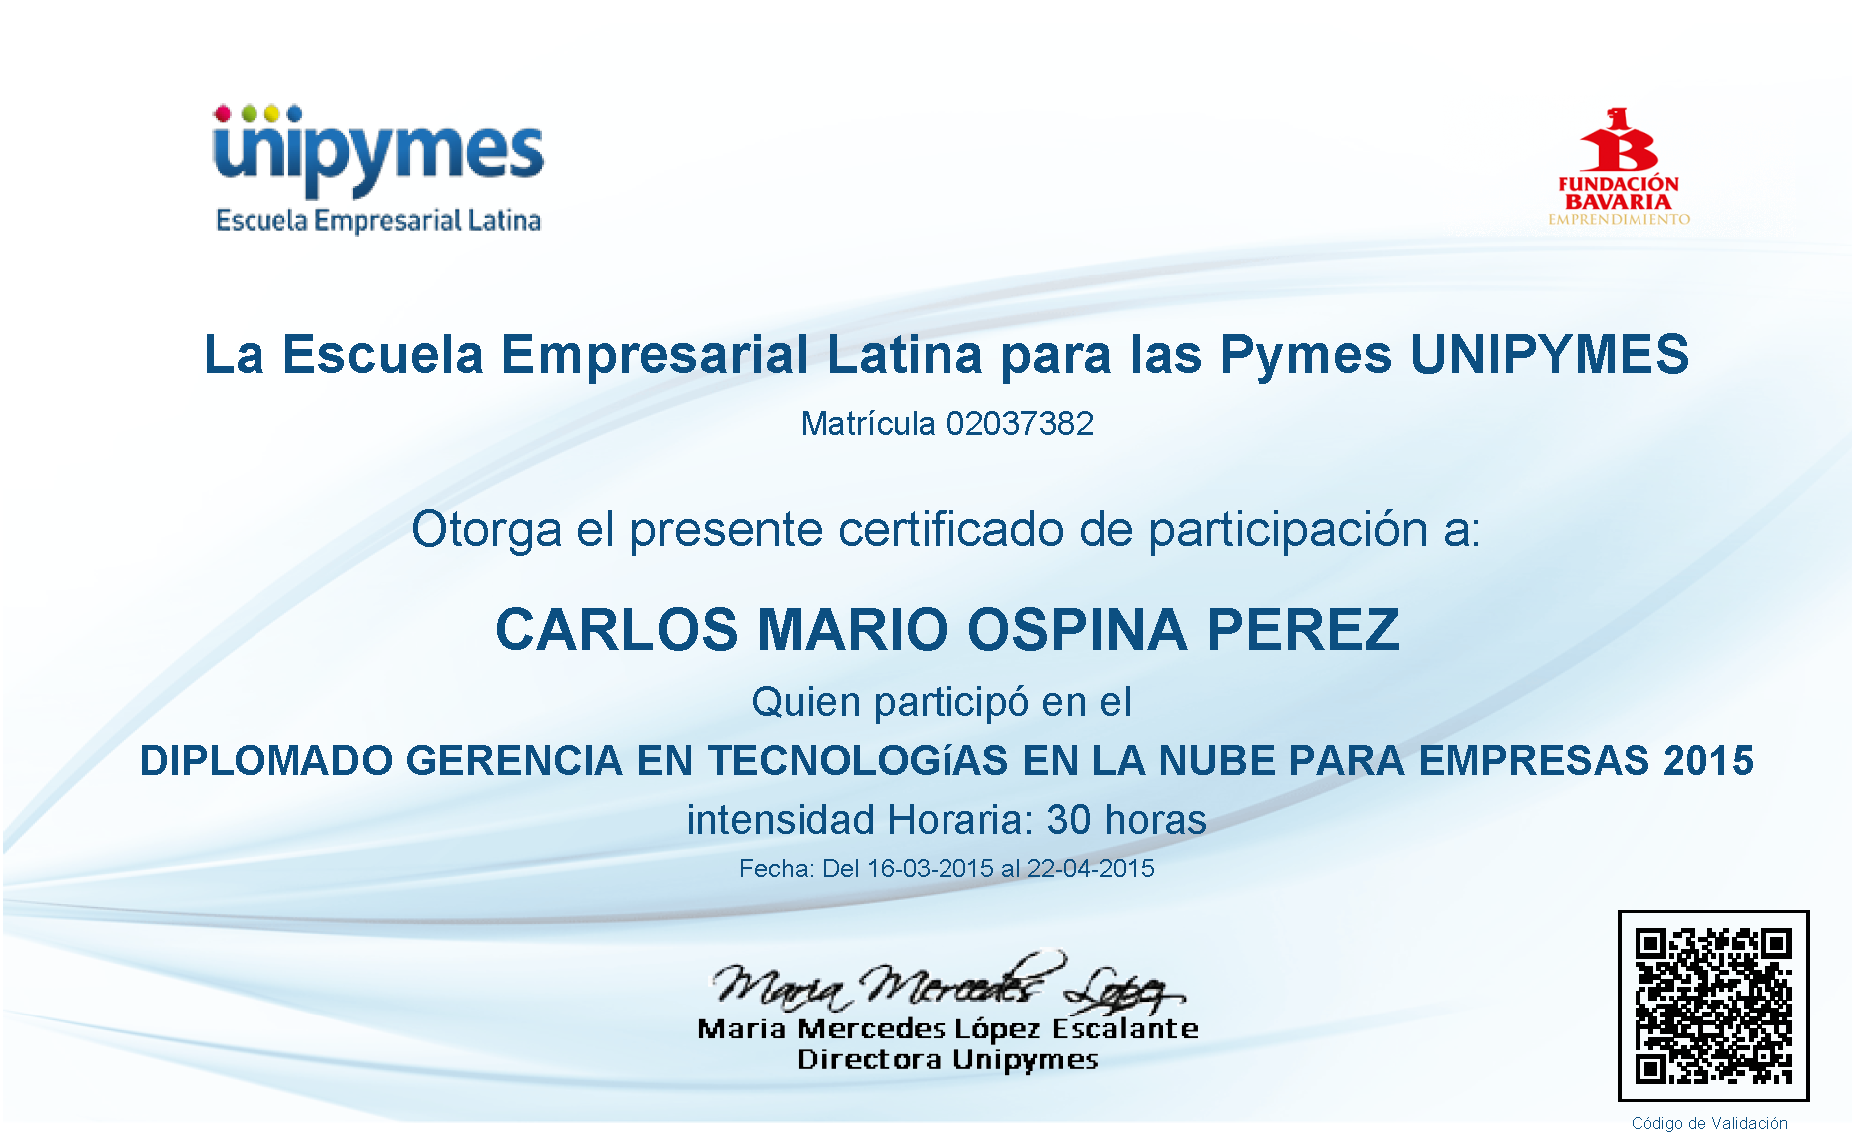 unipymes
Escuela Empresarial Latina
FUNDACIÓN
BAVARIA
EMPRENDIMIENTO
La Escuela Empresarial Latina para las Pymes UNIPYMES
Matrícula 02037382
Otorga el presente certificado de participación a:
CARLOS MARIO OSPINA PEREZ
Quien participó en el
DIPLOMADO GERENCIA EN TECNOLOGíAS EN LA NUBE PARA EMPRESAS 2015
intensidad Horaria: 30 horas
Fecha: Del 16-03-2015 al 22-04-2015
Maria Mercedes López
Maria Mercedes López Escalante
Directora Unipymes
Código de Validación